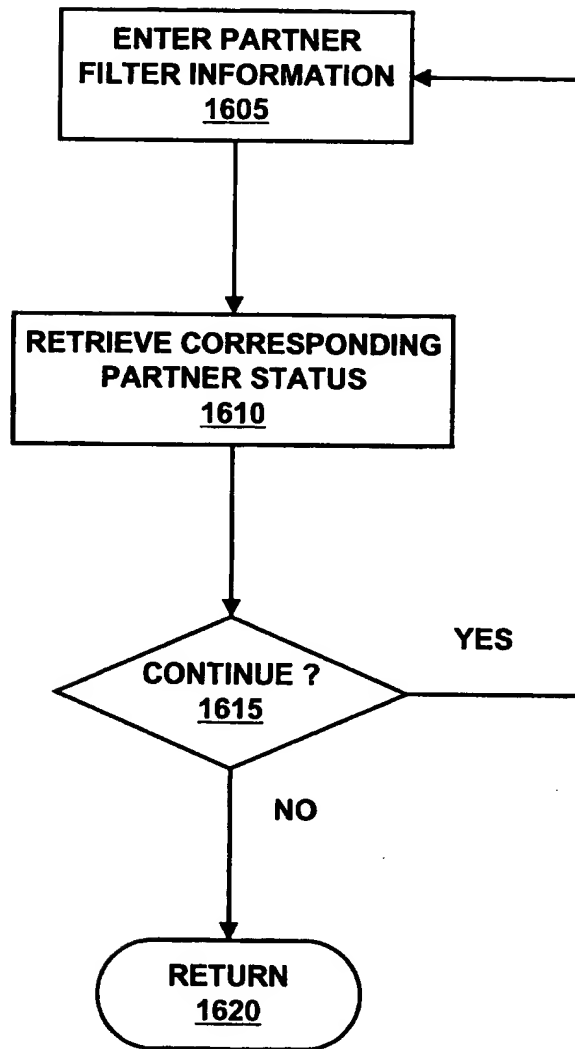 ENTER PARTNER
FILTER INFORMATION
1605
RETRIEVE CORRESPONDING
PARTNER STATUS
1610
CONTINUE ?
1615
YES
NO
RETURN
1620